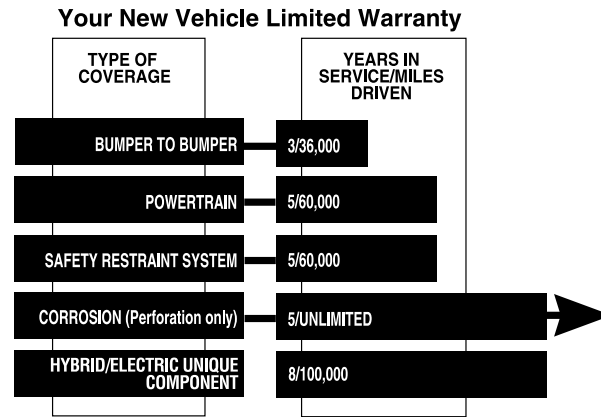 Your New Vehicle Limited Warranty
TYPE OF
COVERAGE
YEARS IN
SERVICE/MILES
DRIVEN
BUMPER TO BUMPER
3/36,000
POWERTRAIN
5/60,000
SAFETY RESTRAINT SYSTEM
5/60,000
CORROSION (Perforation only)
5/UNLIMITED
HYBRID/ELECTRIC UNIQUE
COMPONENT
8/100,000